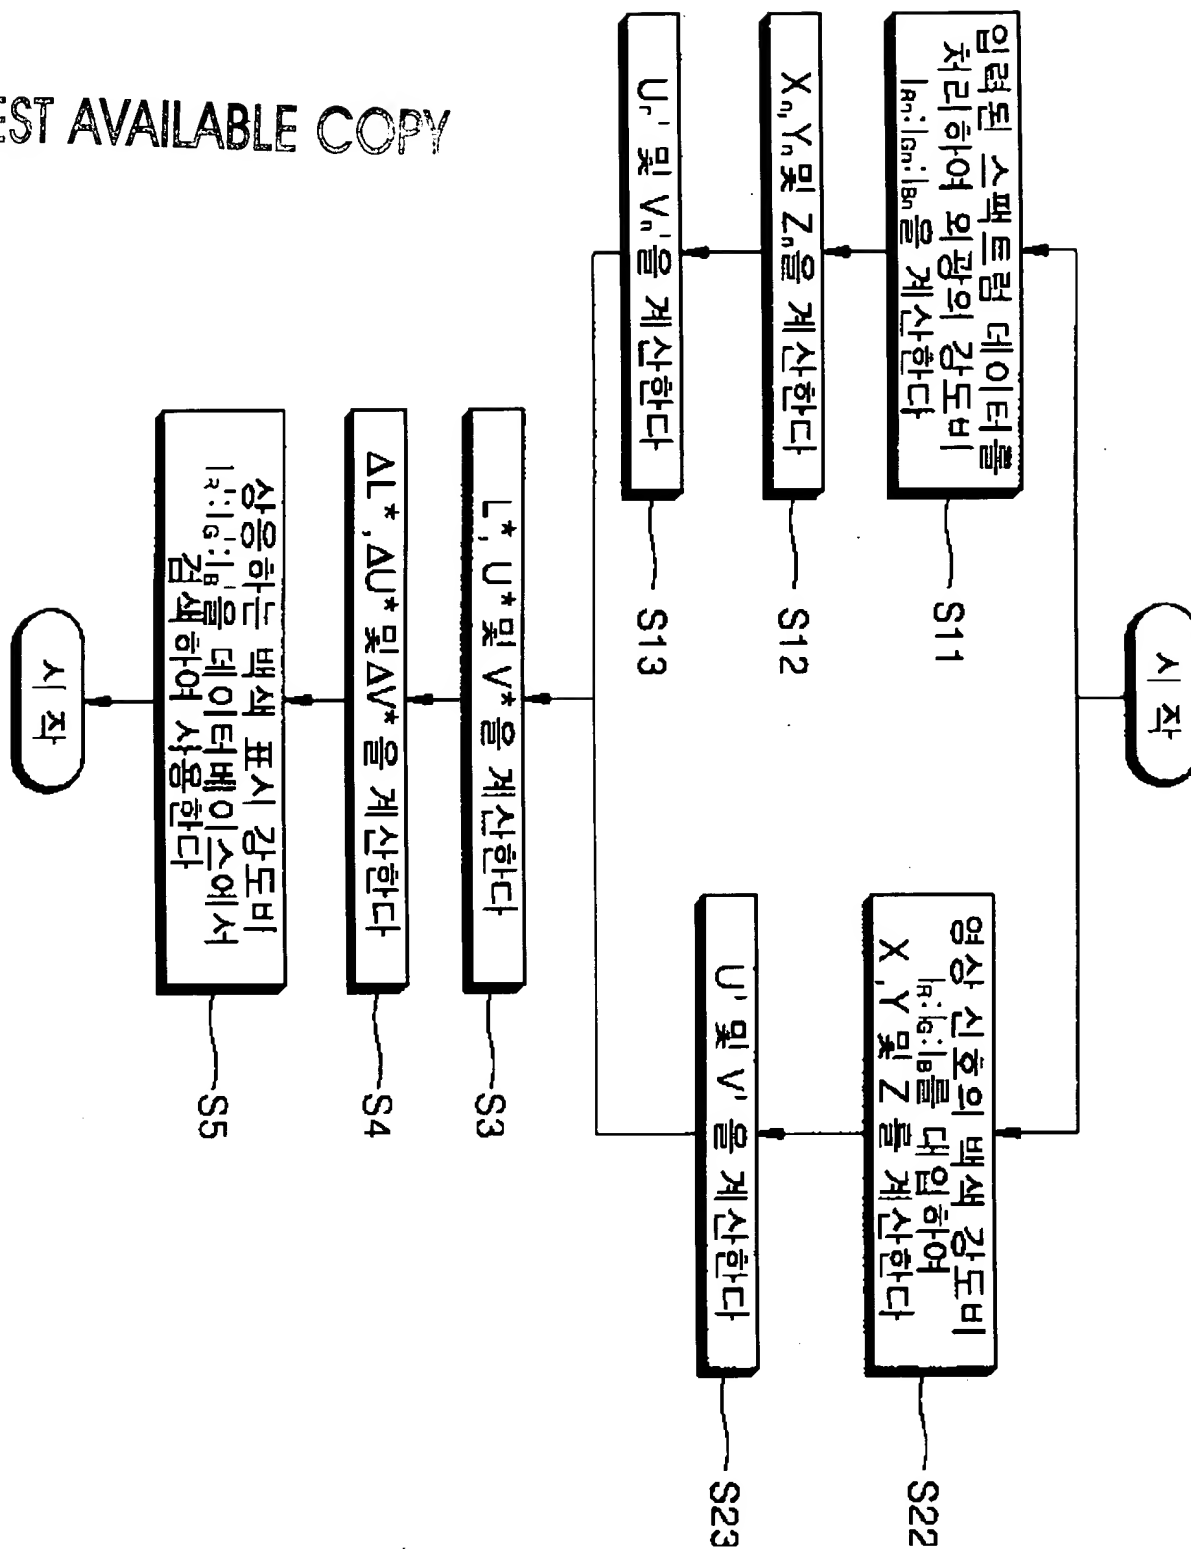 EST AVAILABLE COPY
시 작
입력된 스팩트럼 데이터를
처리하여 외광의 강도비
I_Rn:I_Gn:I_Bn을 계산한다
S11
X_n,Y_n및 Z_n을 계산한다
S12
U_n' 및 V_n'을 계산한다
S13
영상 신호의 백색 강도비
I_R:I_G:I_B를 대입하여
X,Y 및 Z를 계산한다
S22
U' 및 V' 을 계산한다
S23
L*, U*및 V*을 계산한다
S3
ΔL*,ΔU*및ΔV*을 계산한다
S4
상응하는 백색 표시 강도비
I_R':I_G':I_B'을 데이터베이스에서
검색하여 사용한다
S5
시 작